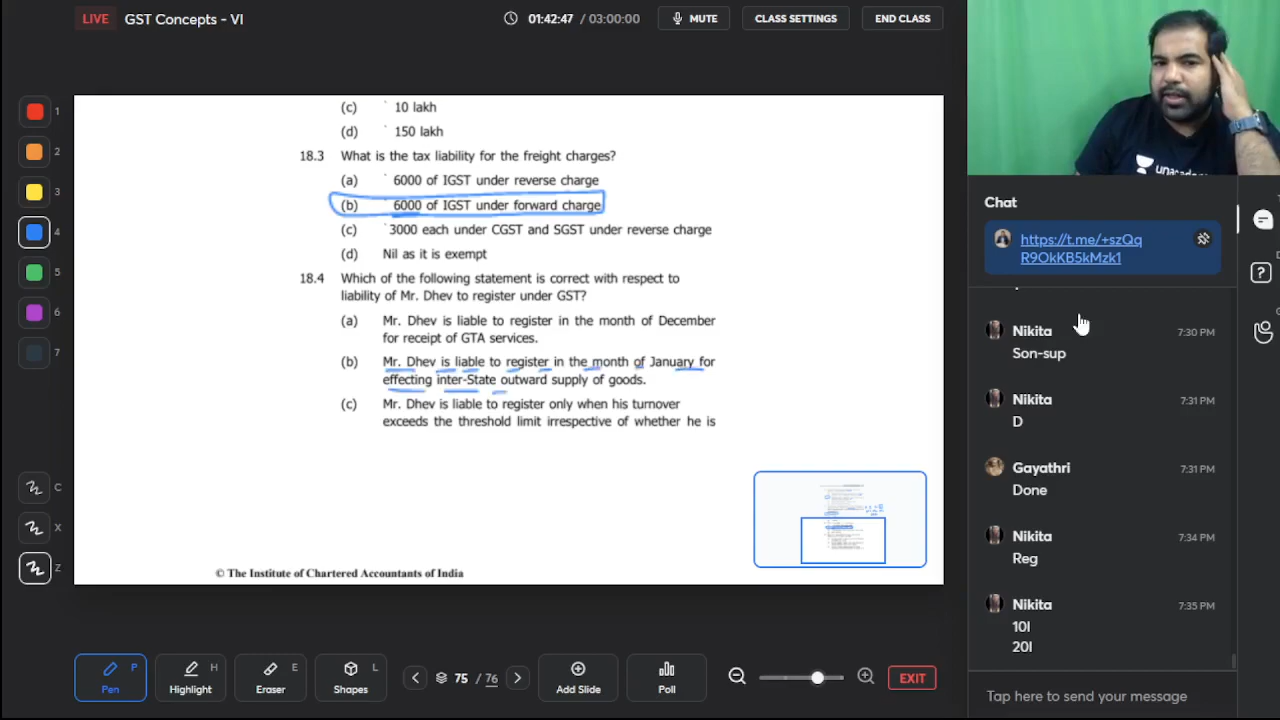 LIVE GST Concepts - VI 01:42:47 / 03:00:00 MUTE CLASS SETTINGS END CLASS
1
2
3
4
5
6
7
C
X
Z
(c) ` 10 lakh
(d) ` 150 lakh
18.3 What is the tax liability for the freight charges?
(a) ` 6000 of IGST under reverse charge
(b) ` 6000 of IGST under forward charge
(c) ` 3000 each under CGST and SGST under reverse charge
(d) Nil as it is exempt
18.4 Which of the following statement is correct with respect to
liability of Mr. Dhev to register under GST?
(a) Mr. Dhev is liable to register in the month of December
for receipt of GTA services.
(b) Mr. Dhev is liable to register in the month of January for
effecting inter-State outward supply of goods.
(c) Mr. Dhev is liable to register only when his turnover
exceeds the threshold limit irrespective of whether he is
© The Institute of Chartered Accountants of India
Chat
https://t.me/+szQq
R9OkKB5kMzk1
Nikita 7:30 PM
Son-sup
Nikita 7:31 PM
D
Gayathri 7:31 PM
Done
Nikita 7:34 PM
Reg
Nikita 7:35 PM
10l
20l
Tap here to send your message
P H E L
Pen Highlight Eraser Shapes 75 / 76 Add Slide Poll EXIT